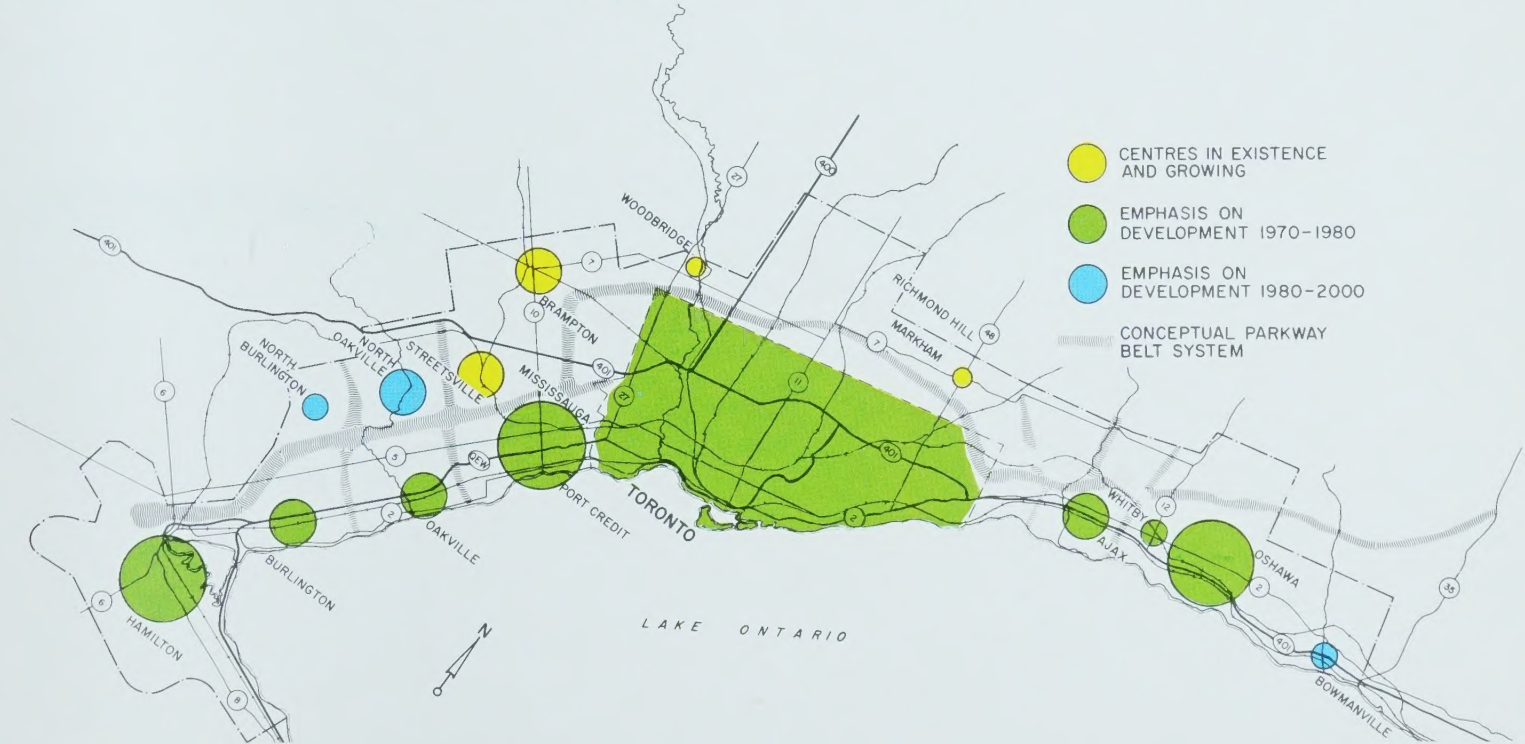 CENTRES IN EXISTENCE
AND GROWING
EMPHASIS ON
DEVELOPMENT 1970-1980
EMPHASIS ON
DEVELOPMENT 1980-2000
CONCEPTUAL PARKWAY
BELT SYSTEM
400
27
WOODBRIDGE
401
7
RICHMOND HILL
48
MARKHAM
7
BRAMPTON
10
NORTH
BURLINGTON
NORTH
OAKVILLE
STREETSVILLE
MISSISSAUGA
401
27
11
6
5
QEW
401
2
OAKVILLE
PORT CREDIT
TORONTO
2
WHITBY
12
AJAX
OSHAWA
2
35
BURLINGTON
6
HAMILTON
8
N
LAKE ONTARIO
401
BOWMANVILLE